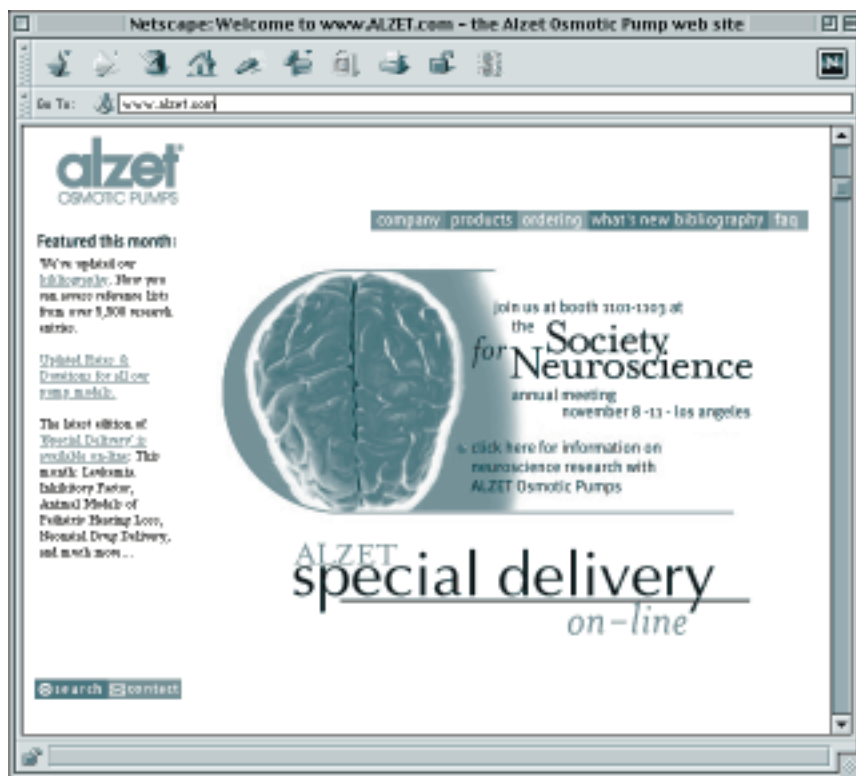 Netscape: Welcome to www.ALZET.com - the Alzet Osmotic Pump web site
Go To: www.alzet.com
alzet®
OSMOTIC PUMPS
company products ordering what's new bibliography faq
Featured this month:
We've updated our
bibliography. Now you
can access reference lists
from over 5,500 research
entries.
Updated Rates &
Durations for all our
pump models.
The latest edition of
'Special Delivery' is
available on-line: This
month: Leukemia
Inhibitory Factor,
Animal Models of
Pediatric Hearing Loss,
Neonatal Drug Delivery,
and much more...
join us at booth 1101-1103 at
the Society
for Neuroscience
annual meeting
november 8 -11 - los angeles
click here for information on
neuroscience research with
ALZET Osmotic Pumps
ALZET
special delivery
on-line
search contact